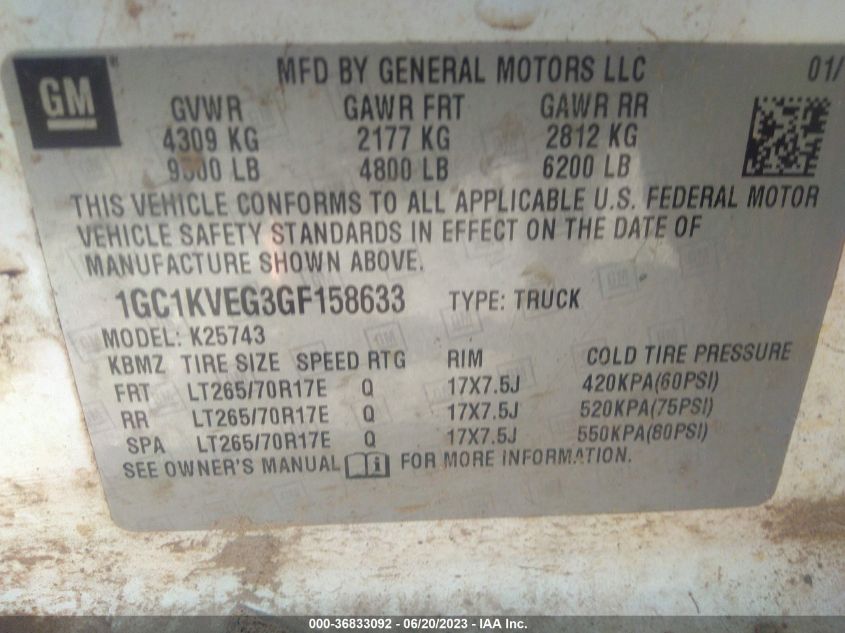 GM
MFD BY GENERAL MOTORS LLC 01/
GVWR GAWR FRT GAWR RR
4309 KG 2177 KG 2812 KG
9500 LB 4800 LB 6200 LB
THIS VEHICLE CONFORMS TO ALL APPLICABLE U.S. FEDERAL MOTOR
VEHICLE SAFETY STANDARDS IN EFFECT ON THE DATE OF
MANUFACTURE SHOWN ABOVE.
1GC1KVEG3GF158633 TYPE: TRUCK
MODEL: K25743
KBMZ TIRE SIZE SPEED RTG RIM COLD TIRE PRESSURE
FRT LT265/70R17E Q 17X7.5J 420KPA(60PSI)
RR LT265/70R17E Q 17X7.5J 520KPA(75PSI)
SPA LT265/70R17E Q 17X7.5J 550KPA(80PSI)
SEE OWNER'S MANUAL FOR MORE INFORMATION.
000-36833092 - 06/20/2023 - IAA Inc.